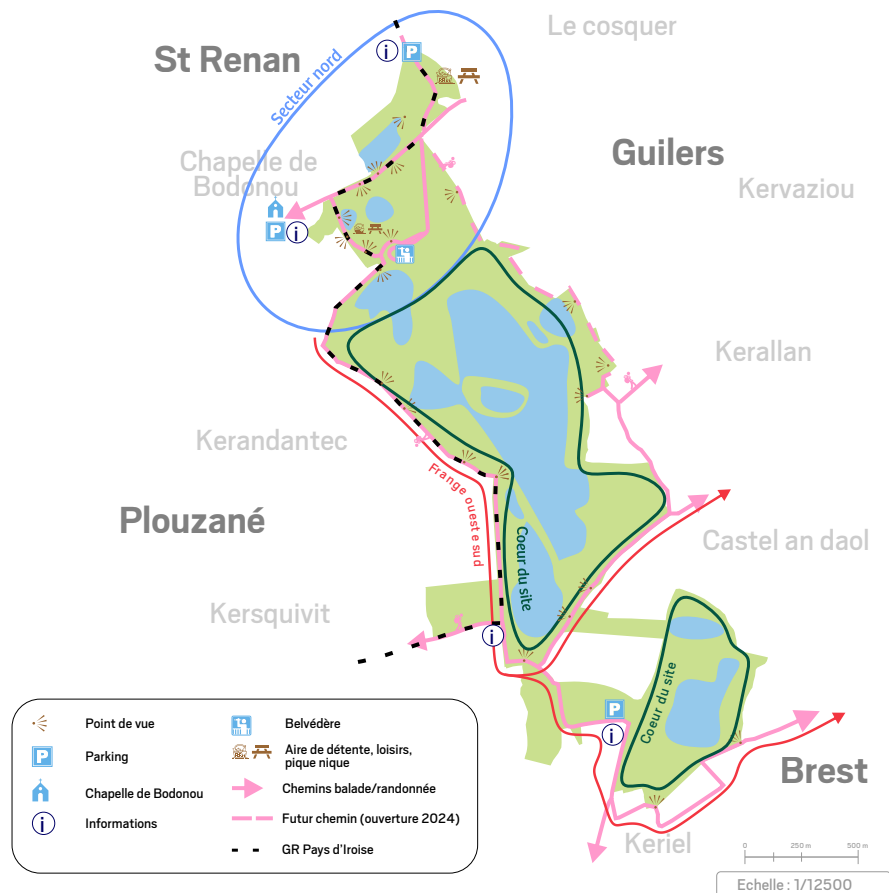 Le cosquer
St Renan
Secteur nord
i
P
Guilers
Chapelle de
Bodonou
Kervaziou
P
i
Kerallan
Kerandantec
Frange ouest e sud
Plouzané
Coeur du site
Castel an daol
Kersquivit
i
Coeur du site
P
i
Brest
Keriel
Point de vue
P
Parking
Chapelle de Bodonou
i
Informations
Belvédère
Aire de détente, loisirs,
pique nique
Chemins balade/randonnée
Futur chemin (ouverture 2024)
GR Pays d'Iroise
0 250 m 500 m
Echelle : 1/12500